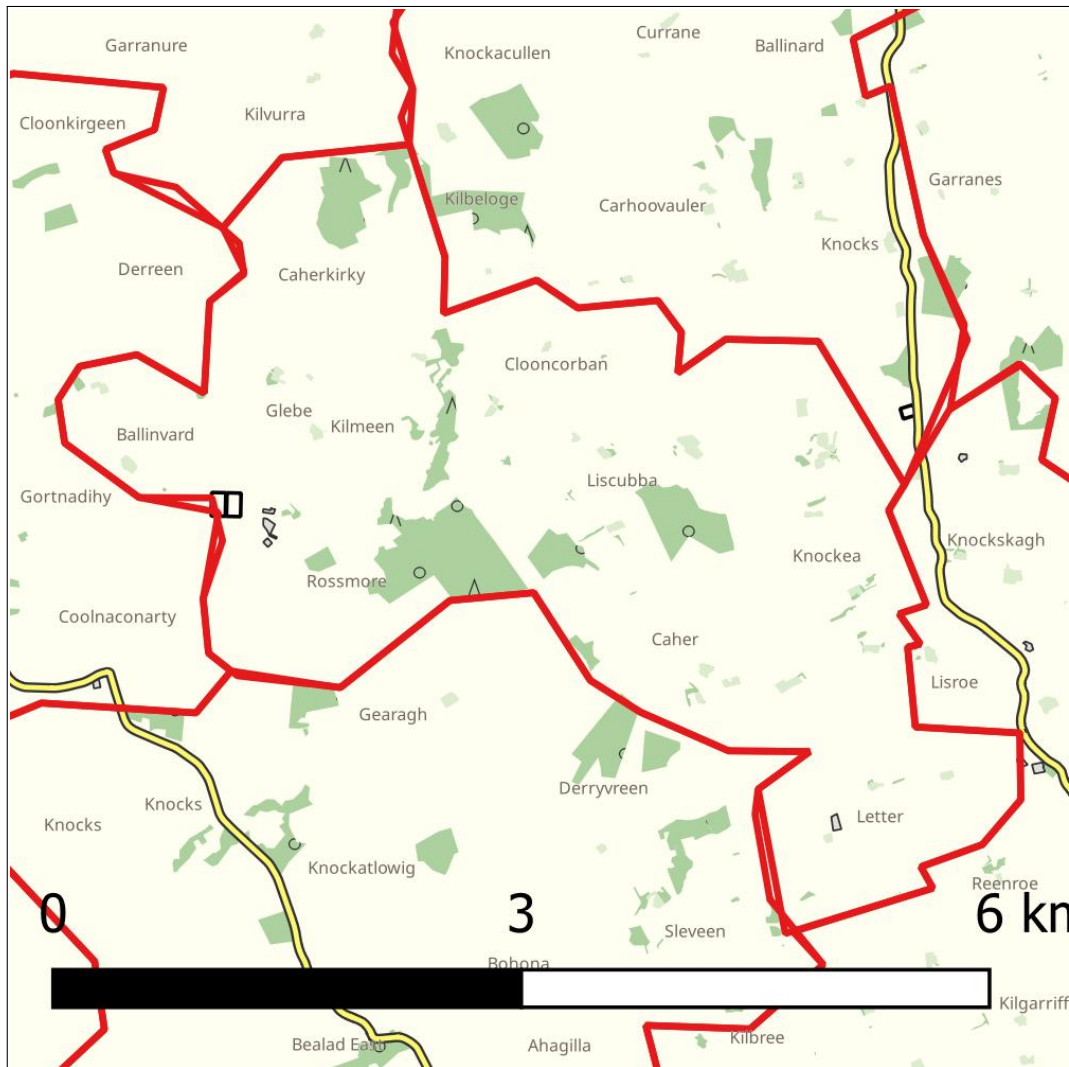 Currane
Garranure
Knockacullen
Ballinard
Kilvurra
Cloonkirgeen
Garranes
Kilbeloge
Carhoovauler
Knocks
Derreen
Caherkirky
Clooncorban
Glebe
Kilmeen
Ballinvard
Liscubba
Gortnadihy
Knockskagh
Knockea
Rossmore
Coolnaconarty
Caher
Lisroe
Gearagh
Derryvreen
Knocks
Letter
Knocks
Knockatlowig
Reenroe
0 3 6 km
Sleveen
Bohona
Kilgarriff
Kilbree
Bealad East
Ahagilla